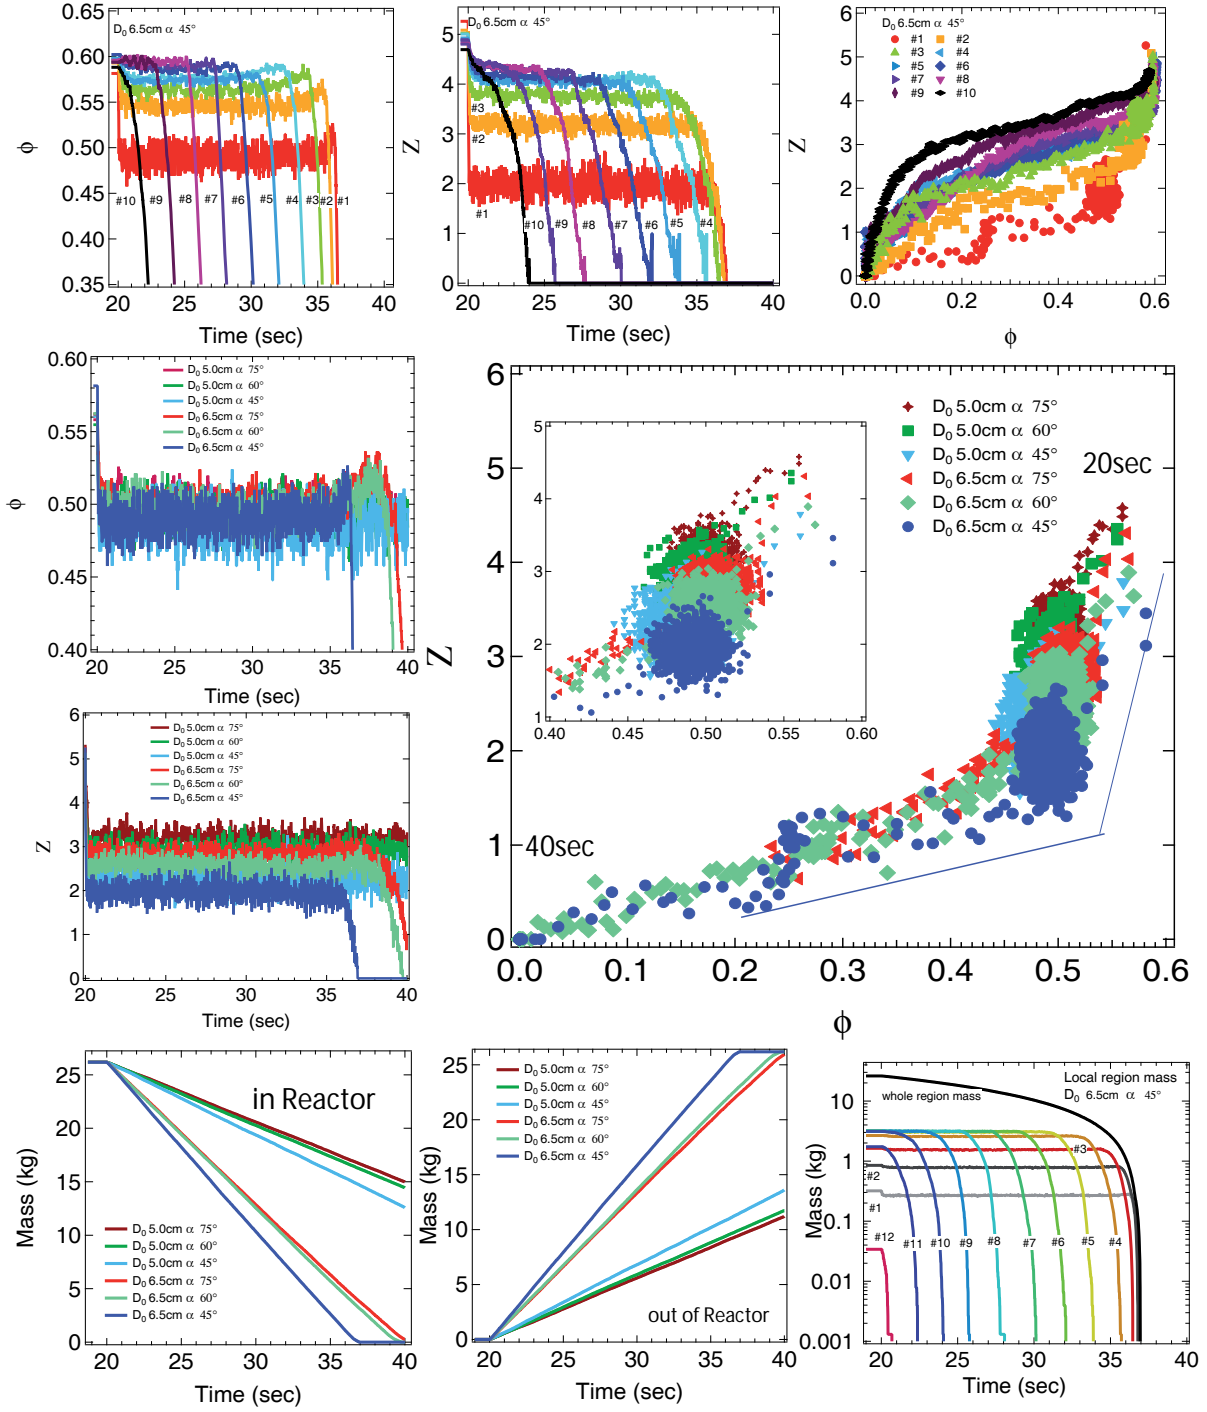 D₀ 6.5cm α 45°
ϕ
0.60
0.55
0.50
0.45
0.40
0.35
#10 #9 #8 #7 #6 #5 #4 #3 #2 #1
20 25 30 35 40
Time (sec)
D₀ 6.5cm α 45°
Z
5
4
3
2
1
0
#3
#2
#1
#10 #9 #8 #7 #6 #5 #4
20 25 30 35 40
Time (sec)
D₀ 6.5cm α 45°
#1 #2
#3 #4
#5 #6
#7 #8
#9 #10
Z
6
5
4
3
2
1
0
0.0 0.2 0.4 0.6
ϕ
D₀ 5.0cm α 75°
D₀ 5.0cm α 60°
D₀ 5.0cm α 45°
D₀ 6.5cm α 75°
D₀ 6.5cm α 60°
D₀ 6.5cm α 45°
ϕ
0.60
0.55
0.50
0.45
0.40
20 25 30 35 40
Time (sec)
D₀ 5.0cm α 75°
D₀ 5.0cm α 60°
D₀ 5.0cm α 45°
D₀ 6.5cm α 75°
D₀ 6.5cm α 60°
D₀ 6.5cm α 45°
Z
6
5
4
3
2
1
0
20 25 30 35 40
Time (sec)
D₀ 5.0cm α 75°
D₀ 5.0cm α 60°
D₀ 5.0cm α 45°
D₀ 6.5cm α 75°
D₀ 6.5cm α 60°
D₀ 6.5cm α 45°
20sec
40sec
Z
6
5
4
3
2
1
0
5
4
3
2
1
0.40 0.45 0.50 0.55 0.60
0.0 0.1 0.2 0.3 0.4 0.5 0.6
ϕ
in Reactor
Mass (kg)
25
20
15
10
5
0
D₀ 5.0cm α 75°
D₀ 5.0cm α 60°
D₀ 5.0cm α 45°
D₀ 6.5cm α 75°
D₀ 6.5cm α 60°
D₀ 6.5cm α 45°
20 25 30 35 40
Time (sec)
D₀ 5.0cm α 75°
D₀ 5.0cm α 60°
D₀ 5.0cm α 45°
D₀ 6.5cm α 75°
D₀ 6.5cm α 60°
D₀ 6.5cm α 45°
Mass (kg)
25
20
15
10
5
0
out of Reactor
20 25 30 35 40
Time (sec)
Local region mass
D₀ 6.5cm α 45°
whole region mass
Mass (kg)
10
1
0.1
0.01
0.001
#3
#2
#1
#12 #11 #10 #9 #8 #7 #6 #5 #4
20 25 30 35 40
Time (sec)